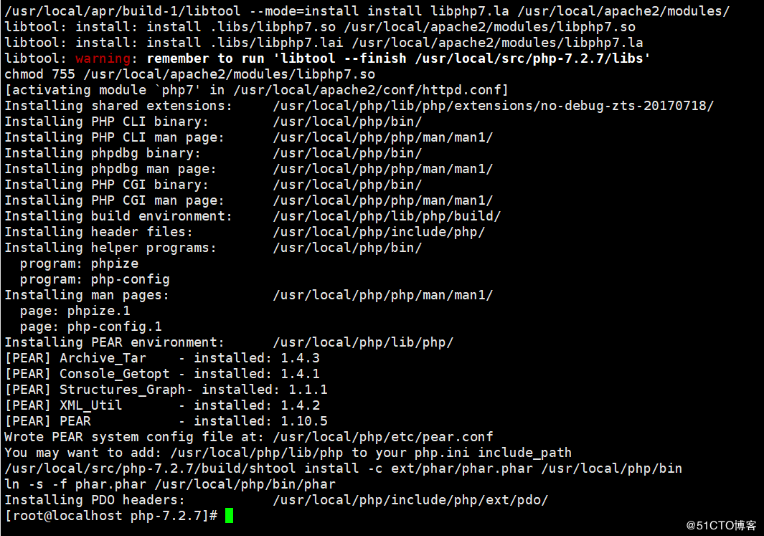 /usr/local/apr/build-1/libtool --mode=install install libphp7.la /usr/local/apache2/modules/
libtool: install: install .libs/libphp7.so /usr/local/apache2/modules/libphp7.so
libtool: install: install .libs/libphp7.lai /usr/local/apache2/modules/libphp7.la
libtool: warning: remember to run 'libtool --finish /usr/local/src/php-7.2.7/libs'
chmod 755 /usr/local/apache2/modules/libphp7.so
[activating module `php7' in /usr/local/apache2/conf/httpd.conf]
Installing shared extensions:     /usr/local/php/lib/php/extensions/no-debug-zts-20170718/
Installing PHP CLI binary:        /usr/local/php/bin/
Installing PHP CLI man page:      /usr/local/php/php/man/man1/
Installing phpdbg binary:         /usr/local/php/bin/
Installing phpdbg man page:       /usr/local/php/php/man/man1/
Installing PHP CGI binary:        /usr/local/php/bin/
Installing PHP CGI man page:      /usr/local/php/php/man/man1/
Installing build environment:     /usr/local/php/lib/php/build/
Installing header files:          /usr/local/php/include/php/
Installing helper programs:       /usr/local/php/bin/
  program: phpize
  program: php-config
Installing man pages:             /usr/local/php/php/man/man1/
  page: phpize.1
  page: php-config.1
Installing PEAR environment:      /usr/local/php/lib/php/
[PEAR] Archive_Tar    - installed: 1.4.3
[PEAR] Console_Getopt - installed: 1.4.1
[PEAR] Structures_Graph- installed: 1.1.1
[PEAR] XML_Util       - installed: 1.4.2
[PEAR] PEAR           - installed: 1.10.5
Wrote PEAR system config file at: /usr/local/php/etc/pear.conf
You may want to add: /usr/local/php/lib/php to your php.ini include_path
/usr/local/src/php-7.2.7/build/shtool install -c ext/phar/phar.phar /usr/local/php/bin
ln -s -f phar.phar /usr/local/php/bin/phar
Installing PDO headers:           /usr/local/php/include/php/ext/pdo/
[root@localhost php-7.2.7]#
@51CTO博客